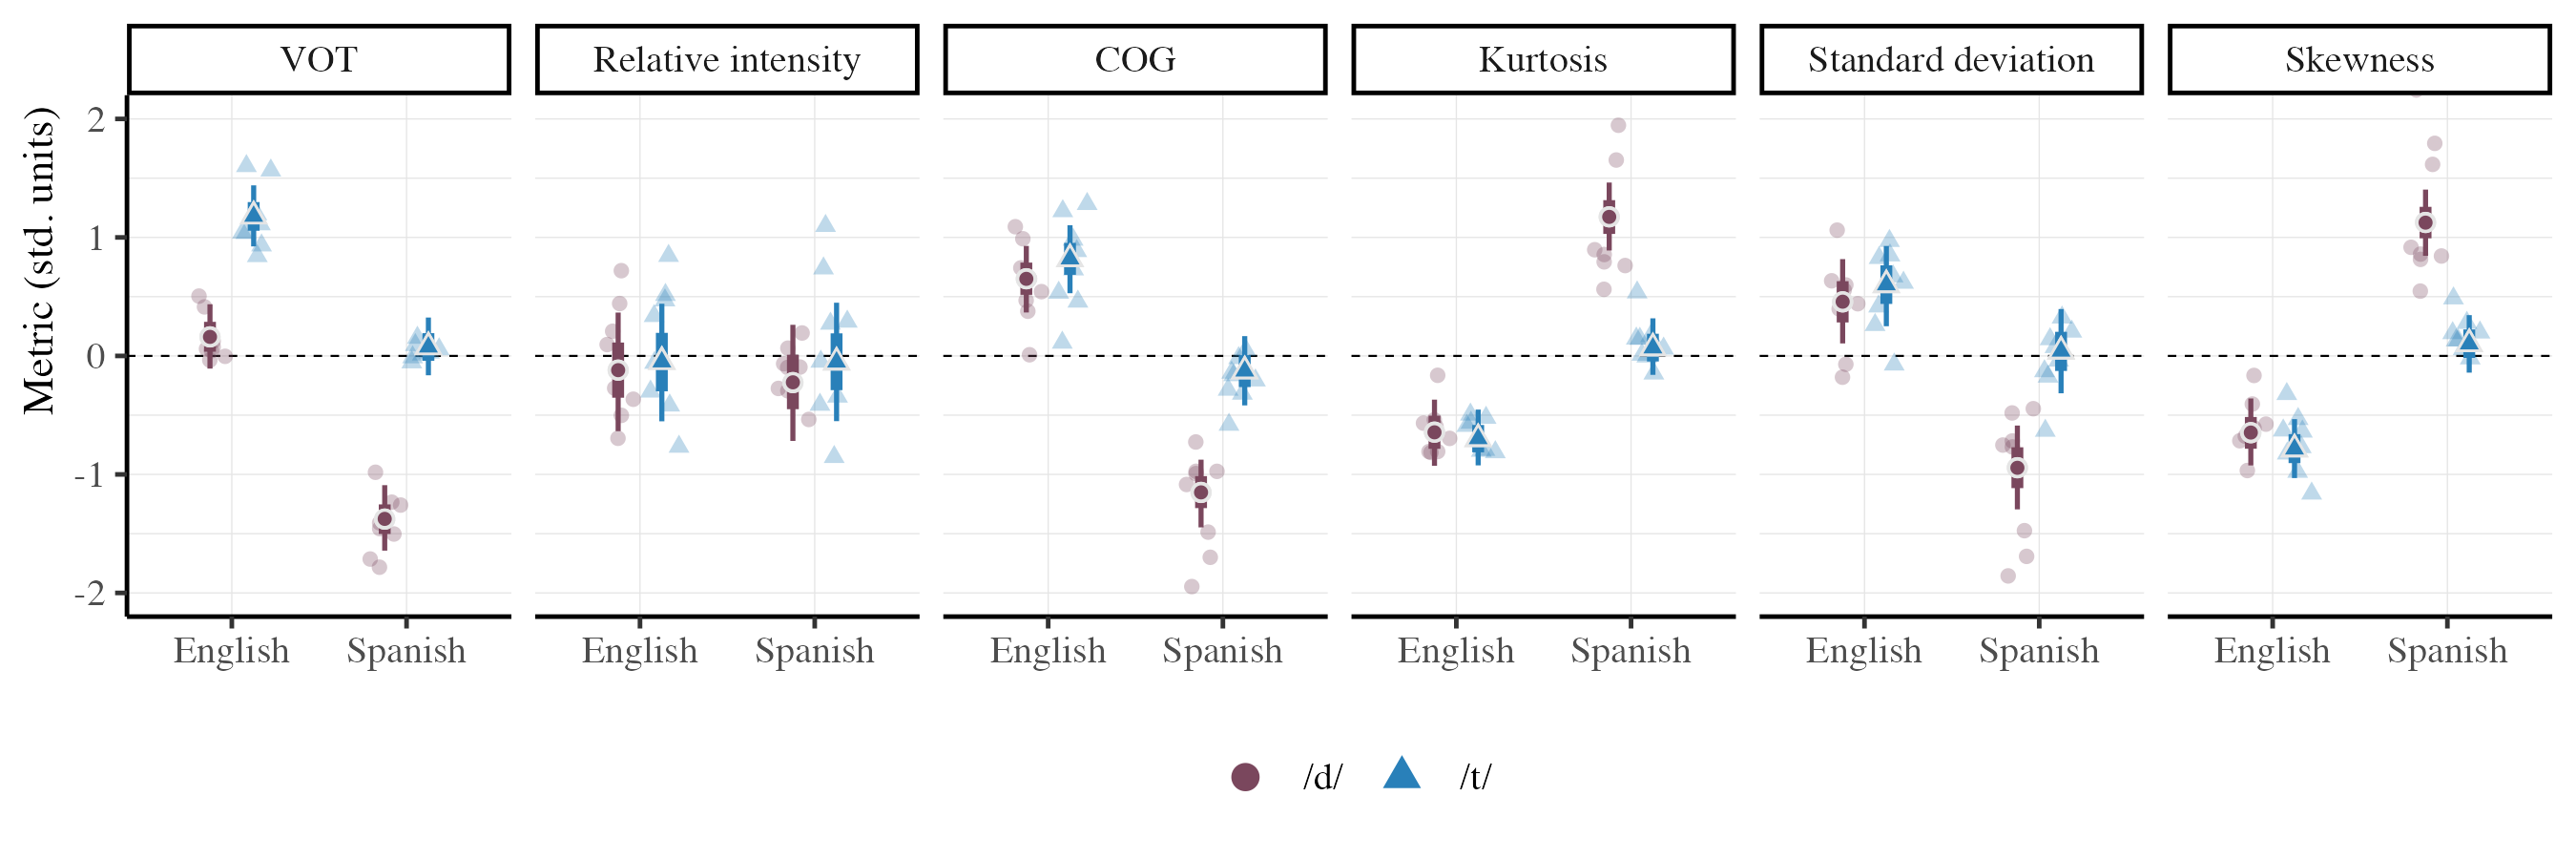 VOT Relative intensity COG Kurtosis Standard deviation Skewness
Metric (std. units)
2
1
0
-1
-2
English Spanish English Spanish English Spanish English Spanish English Spanish English Spanish
/d/ /t/